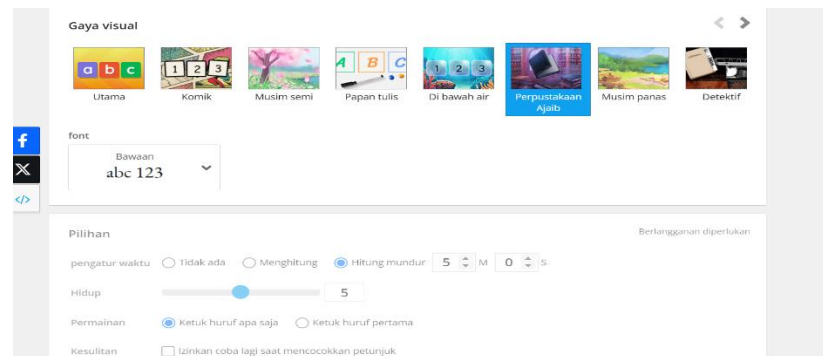 Gaya visual
a b c
1 2 3
A B C
1 2 3
Utama
Komik
Musim semi
Papan tulis
Di bawah air
Perpustakaan
Ajaib
Musim panas
Detektif
font
Bawaan
abc 123
f
X
</>
Pilihan
Berlangganan diperlukan
pengatur waktu Tidak ada Menghitung Hitung mundur 5 M 0 S
Hidup 5
Permainan Ketuk huruf apa saja Ketuk huruf pertama
Kesulitan Izinkan coba lagi saat mencocokkan petunjuk